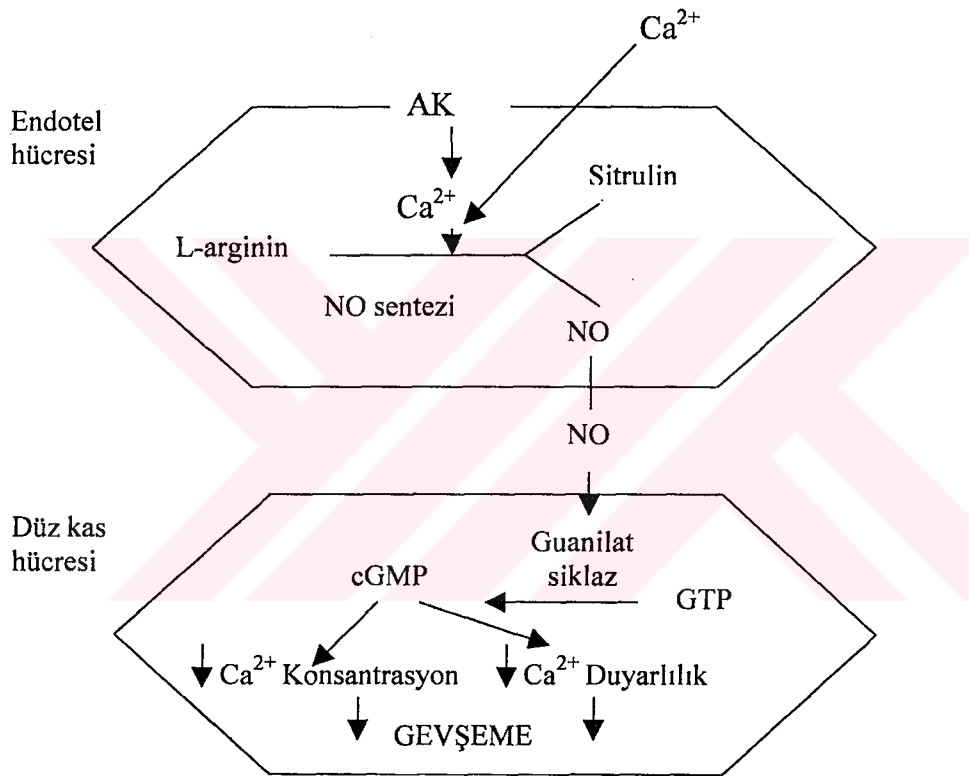 Ca²⁺
Endotel
hücresi
AK
Sitrulin
Ca²⁺
L-arginin
NO sentezi
NO
NO
Düz kas
hücresi
Guanilat
siklaz
cGMP
GTP
Ca²⁺ Konsantrasyon
Ca²⁺ Duyarlılık
GEVŞEME